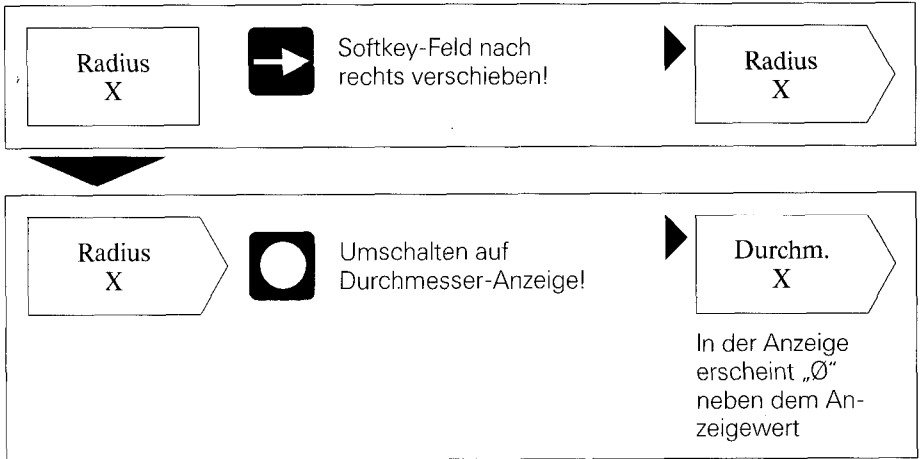 Radius
X
Softkey-Feld nach
rechts verschieben!
Radius
X
Radius
X
Umschalten auf
Durchmesser-Anzeige!
Durchm.
X
In der Anzeige
erscheint „Ø“
neben dem An-
zeigewert